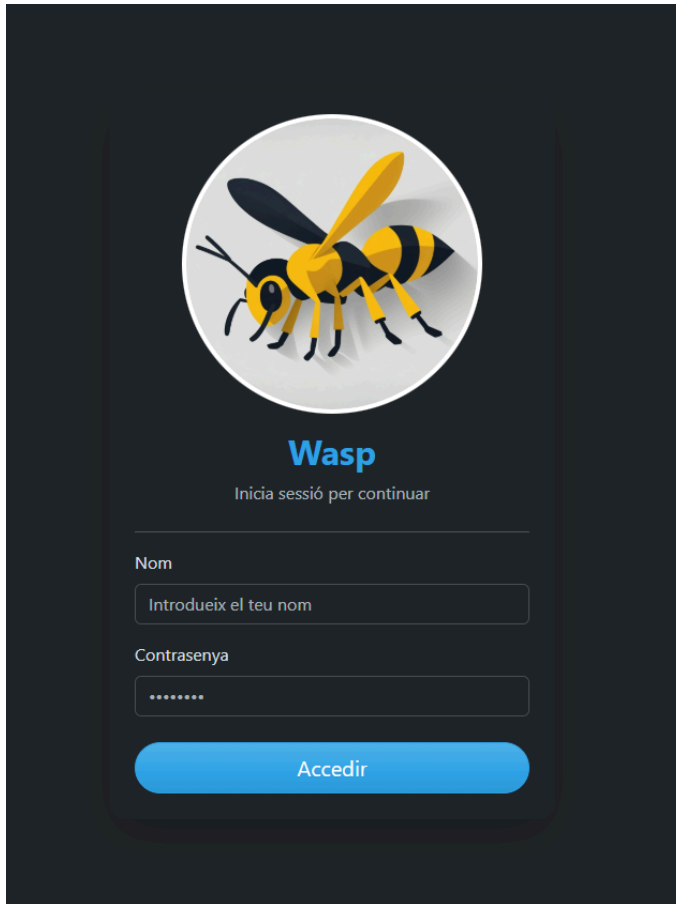 Wasp
Inicia sessió per continuar
Nom
Introdueix el teu nom
Contrasenya
••••••••
Accedir